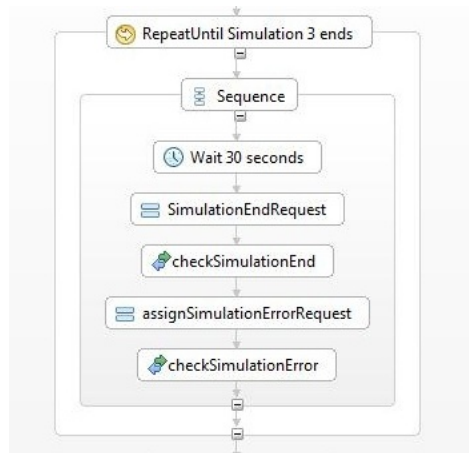 RepeatUntil Simulation 3 ends
Sequence
Wait 30 seconds
SimulationEndRequest
checkSimulationEnd
assignSimulationErrorRequest
checkSimulationError